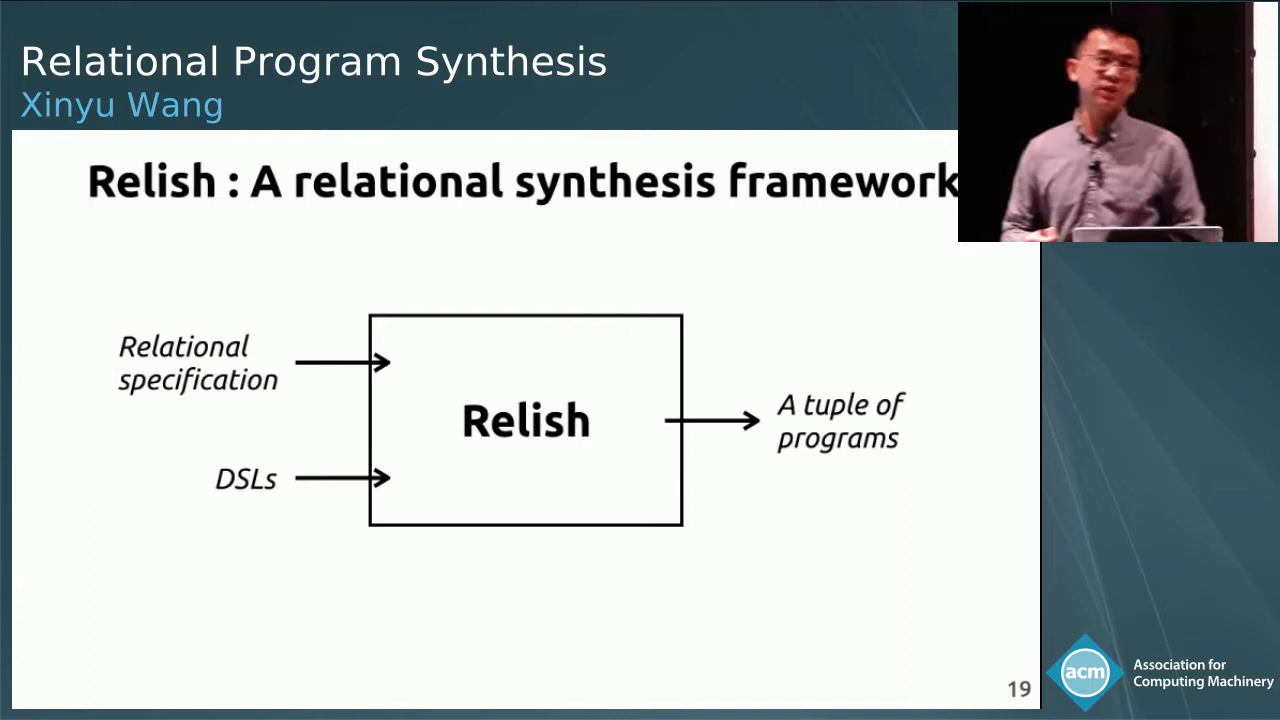 Relational Program Synthesis
Xinyu Wang
Relish : A relational synthesis framework
Relational
specification
DSLs
Relish
A tuple of
programs
19
acm
Association for
Computing Machinery